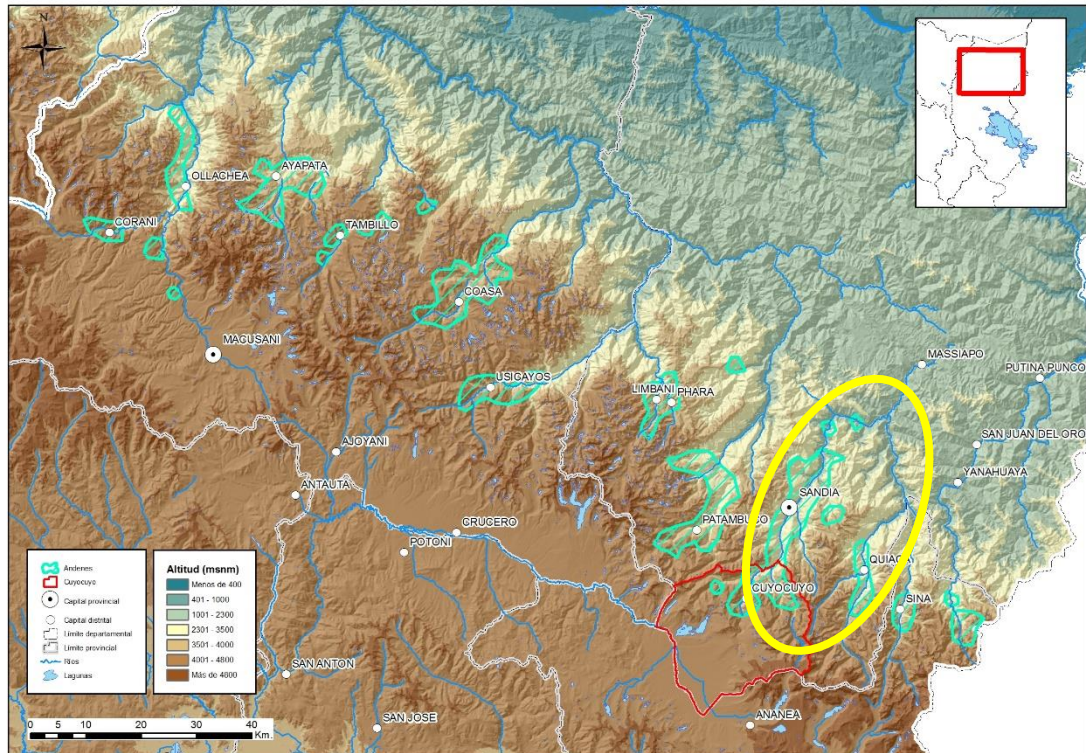 N
OLLACHEA
AYAPATA
CORANI
TAMBILLO
COASA
MACUSANI
USICAYOS
LIMBANI
PHARA
MASSIAPO
PUTINA PUNCO
AJOYANI
SAN JUAN DEL ORO
ANTAUTA
YANAHUAYA
SANDIA
CRUCERO
PATAMBUCO
POTONI
QUIACA
CUYOCUYO
SINA
SAN ANTON
SAN JOSE
ANANEA
Andenes
Cuyocuyo
Capital provincial
Capital distrital
Límite departamental
Límite provincial
Ríos
Lagunas
Altitud (msnm)
Menos de 400
401 - 1000
1001 - 2300
2301 - 3500
3501 - 4000
4001 - 4800
Más de 4800
0 5 10 20 30 40
Km.